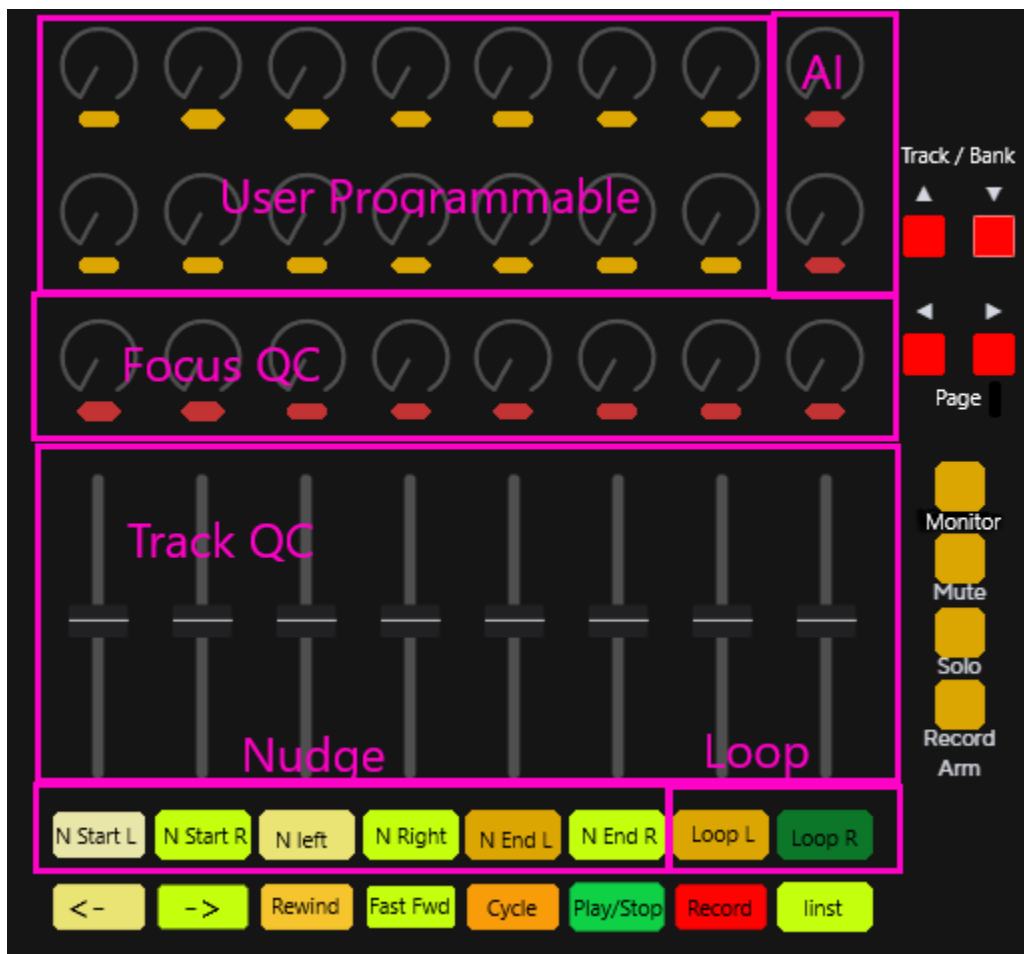 AI
Track / Bank
User Programmable
Focus QC
Page
Track QC
Monitor
Mute
Solo
Record
Arm
Nudge
Loop
N Start L
N Start R
N left
N Right
N End L
N End R
Loop L
Loop R
<-
->
Rewind
Fast Fwd
Cycle
Play/Stop
Record
Iinst